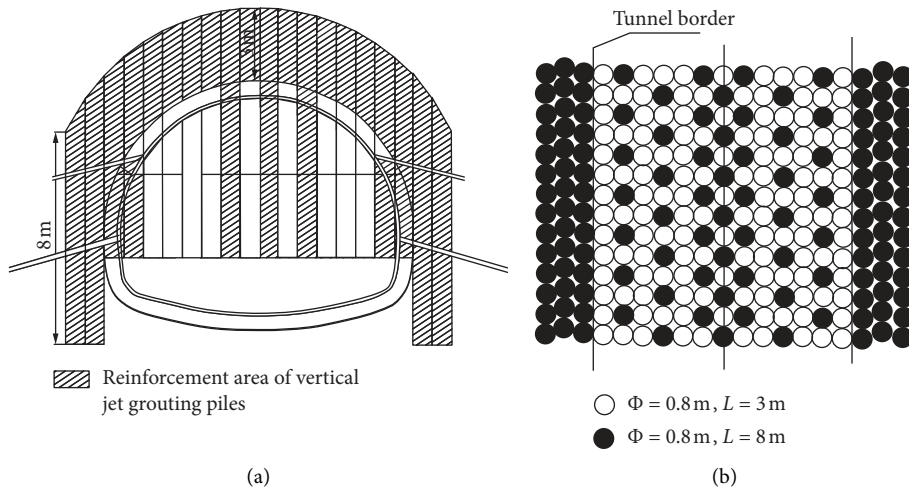 Tunnel border
3 m
8 m
Reinforcement area of vertical
jet grouting piles
Φ = 0.8 m, L = 3 m
Φ = 0.8 m, L = 8 m
(a)
(b)